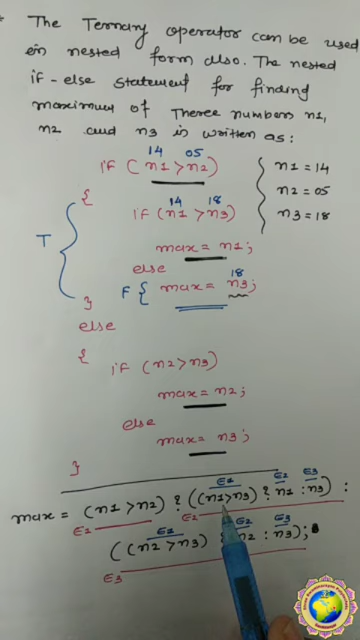 The Ternary operator can be used
in nested form also. The nested
if-else statement for finding
maximum of Theree numbers n1,
n2 and n3 is written as:
14 05
if (n1 > n2)
n1 = 14
{
n2 = 05
14 18
if (n1 > n3)
n3 = 18
T
max = n1;
else
18
F { max = n3;
}
else
{ if (n2 > n3)
max = n2;
else
max = n3;
}
E1 E2 E3
max = (n1 > n2) ? ((n1 > n3) ? n1 : n3) :
E1 E2
E1 E2 E3
((n2 > n3) ? n2 : n3);
E3